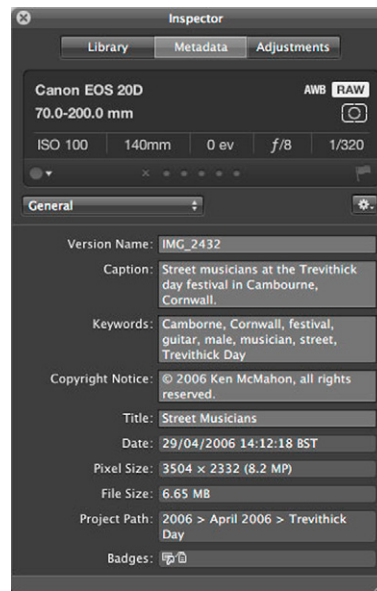 Inspector
Library Metadata Adjustments
Canon EOS 20D AWB RAW
70.0-200.0 mm
ISO 100 140mm 0 ev ƒ/8 1/320
General
Version Name: IMG_2432
Caption: Street musicians at the Trevithick
day festival in Cambourne,
Cornwall.
Keywords: Camborne, Cornwall, festival,
guitar, male, musician, street,
Trevithick Day
Copyright Notice: © 2006 Ken McMahon, all rights
reserved.
Title: Street Musicians
Date: 29/04/2006 14:12:18 BST
Pixel Size: 3504 × 2332 (8.2 MP)
File Size: 6.65 MB
Project Path: 2006 > April 2006 > Trevithick
Day
Badges: